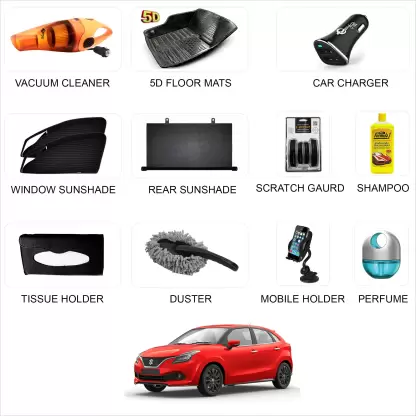 5D
VACUUM CLEANER
5D FLOOR MATS
CAR CHARGER
WINDOW SUNSHADE
REAR SUNSHADE
SCRATCH GAURD
SHAMPOO
TISSUE HOLDER
DUSTER
MOBILE HOLDER
PERFUME